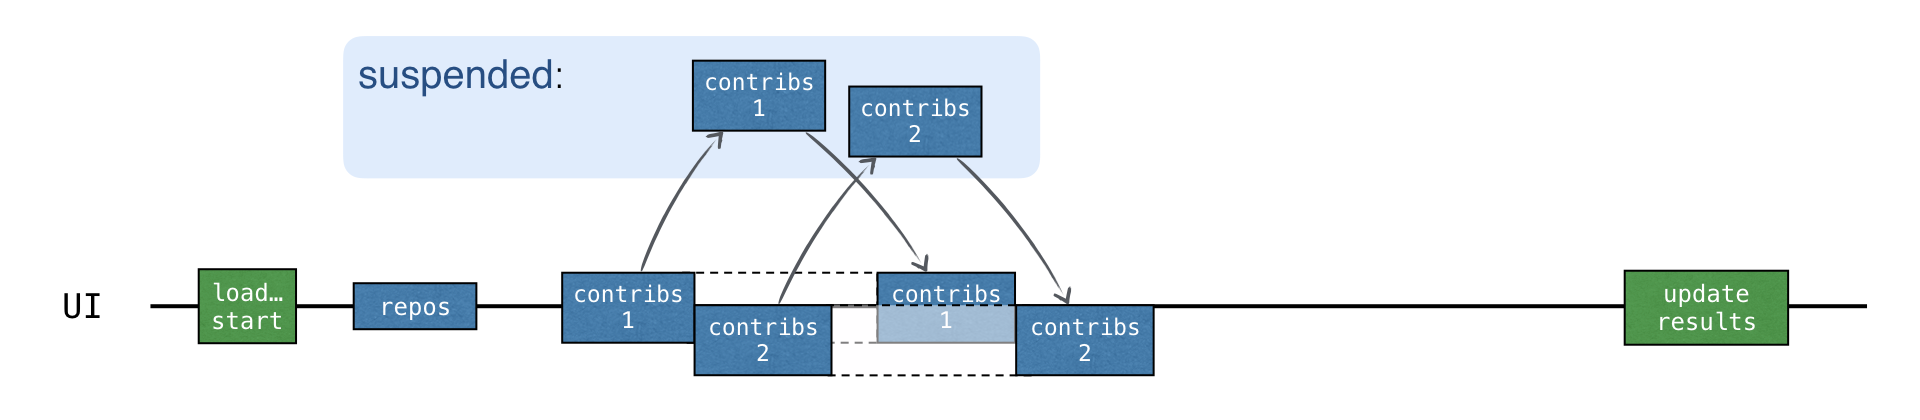 suspended:
contribs
1
contribs
2
UI
load…
start
repos
contribs
1
contribs
2
contribs
1
contribs
2
update
results